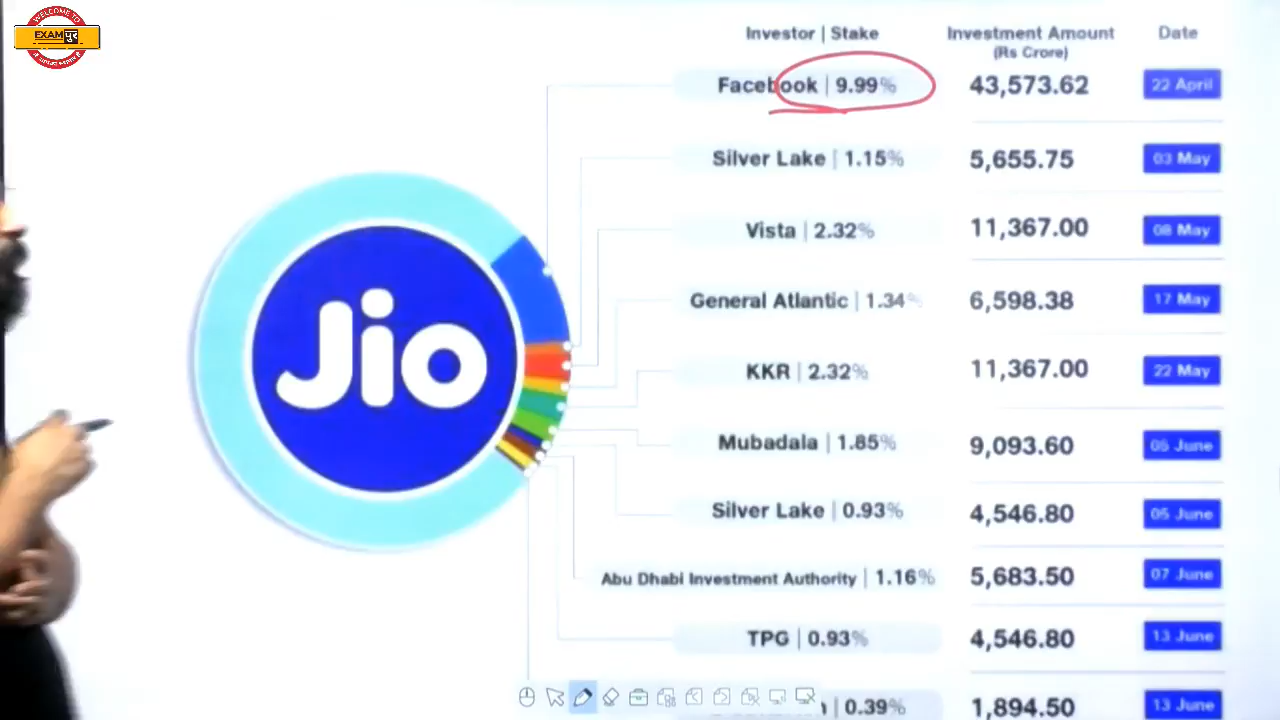 WELCOME TO
EXAMपुर
Jio
Investor | Stake
Investment Amount
(Rs Crore)
Date
Facebook | 9.99%
43,573.62
22 April
Silver Lake | 1.15%
5,655.75
03 May
Vista | 2.32%
11,367.00
08 May
General Atlantic | 1.34%
6,598.38
17 May
KKR | 2.32%
11,367.00
22 May
Mubadala | 1.85%
9,093.60
05 June
Silver Lake | 0.93%
4,546.80
05 June
Abu Dhabi Investment Authority | 1.16%
5,683.50
07 June
TPG | 0.93%
4,546.80
13 June
| 0.39%
1,894.50
13 June